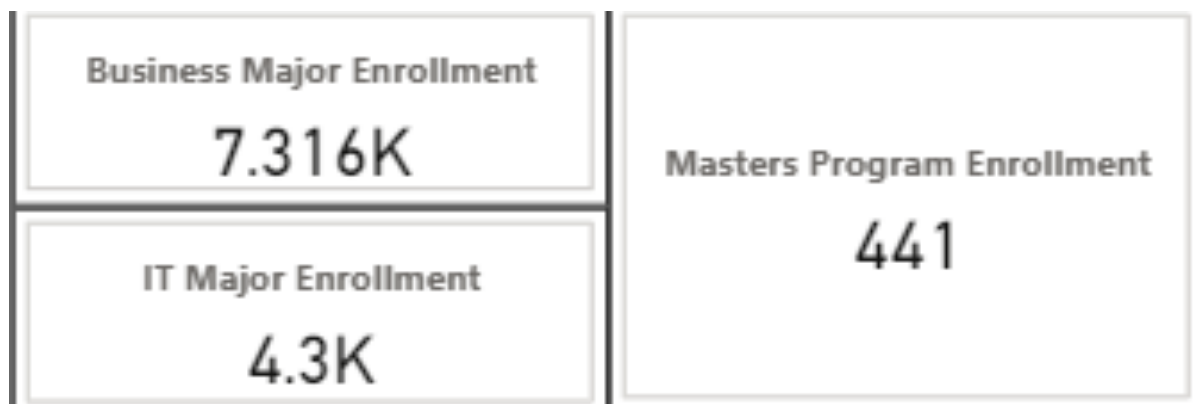 Business Major Enrollment
7.316K
IT Major Enrollment
4.3K
Masters Program Enrollment
441